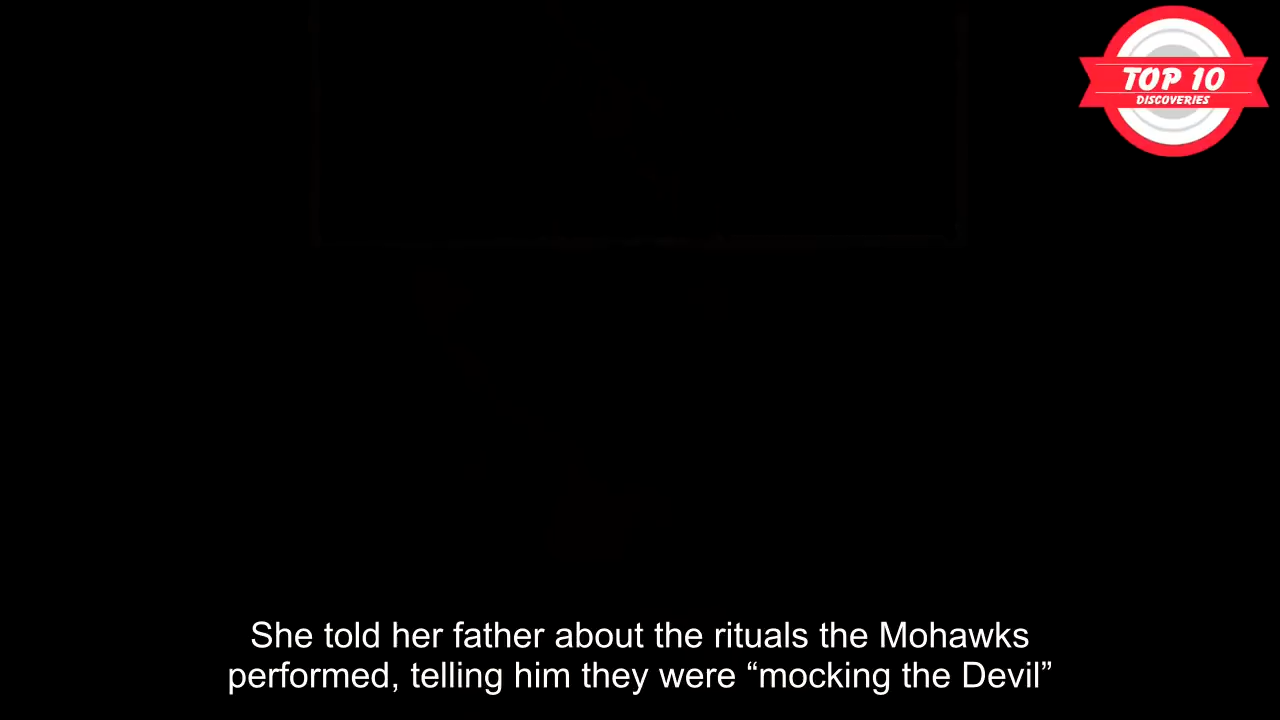 TOP 10
DISCOVERIES
She told her father about the rituals the Mohawks
performed, telling him they were “mocking the Devil”